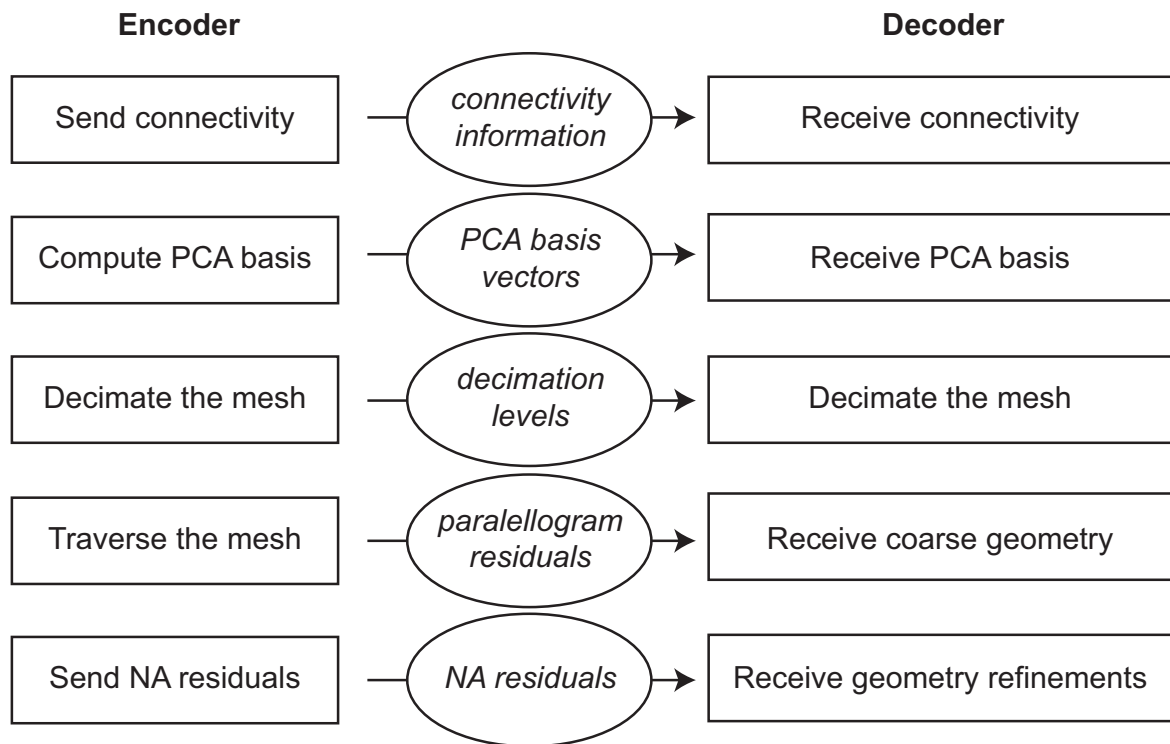 Encoder
Decoder
Send connectivity
connectivity
information
Receive connectivity
Compute PCA basis
PCA basis
vectors
Receive PCA basis
Decimate the mesh
decimation
levels
Decimate the mesh
Traverse the mesh
paralellogram
residuals
Receive coarse geometry
Send NA residuals
NA residuals
Receive geometry refinements